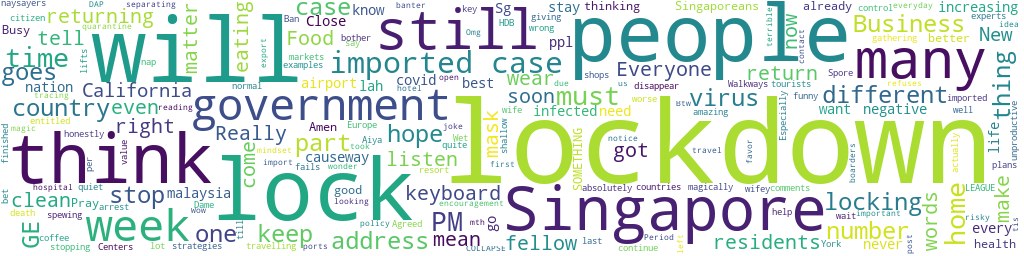 naysayers DAP separating will case know Ban banter key HDB giving Singaporeans people control everyday gathering experts many
Busy returning citizen Food Close Sg stay thinking already better idea
time tell lifts matter eating markets examples bother Omg wrong ppl now increasing New
goes quarantine nap export say still terrible contact Business
nation California airport imported case Everyone return different
country even tracing government covid lah best wear soon must virus thing
think right normal Really hope open hotel due shops us disappear infected need Walkways tourists Spore funny want negative imported well
finished entitled honestly magic reading Amen part listen causeway come lock got mask wife joke quite Wet first shallow SOMETHING notice Btw amazing travel Especially life refuses plans
per value mindset Europe took Aiya import fails wonder resort lockdown worse magically favor boarders actually unproductive
stop malaysia Dame wow good looking keyboard absolutely countries wifey comments LEAGUE
bet clean hospital quiet Pray arrest week one keep PM go encouragement Singapore locking home make every
GE death spewing coffee Centers stopping lot strategies till policy Agreed travelling ports address mean mth COLLAPSE fellow last continue Period left residents help wait important York number never post words risky tis health